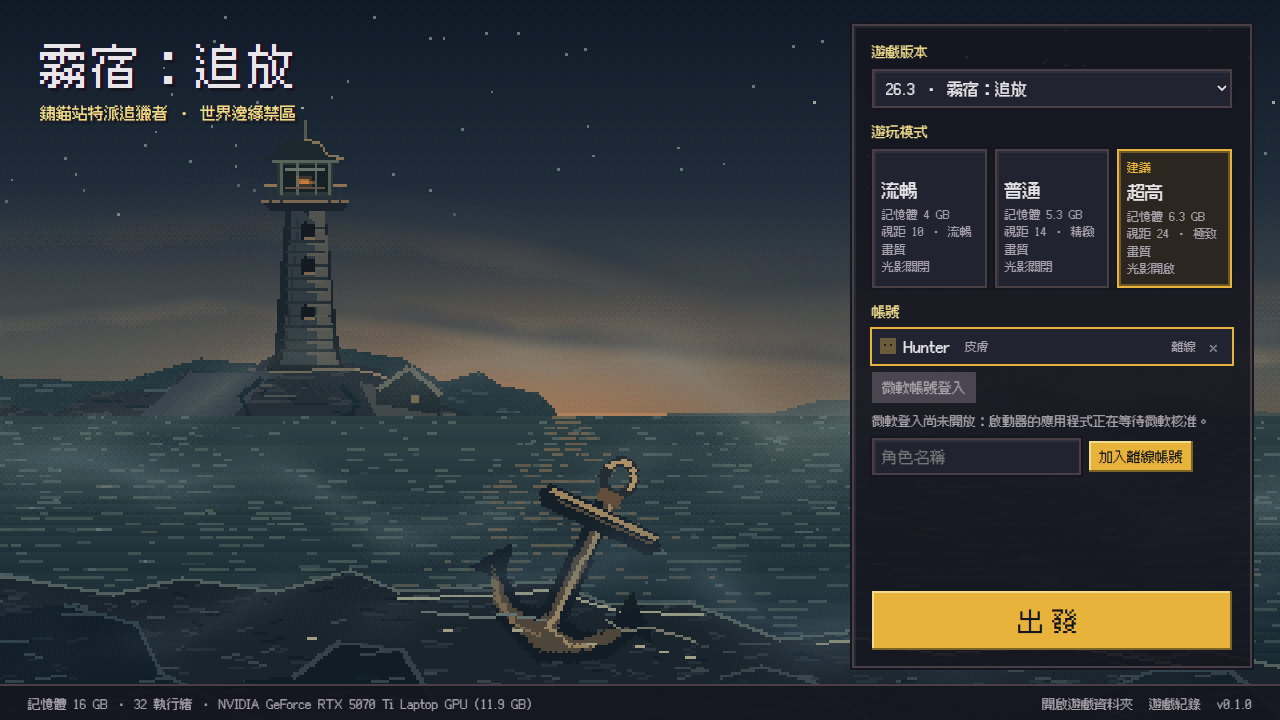 霧宿：追放
鏽錨站特派追獵者 · 世界邊緣禁區
遊戲版本
26.3 · 霧宿：追放
遊玩模式
流暢
記憶體 4 GB
視距 10 · 流暢
畫質
光影關閉
普通
記憶體 5.3 GB
視距 14 · 精緻
畫質
光影關閉
建議
超高
記憶體 6.3 GB
視距 24 · 極致
畫質
光影開啟
帳號
Hunter 皮膚 離線 ×
微軟帳號登入
微軟登入尚未開放：啟動器的應用程式正在等待微軟核准。
角色名稱
加入離線帳號
出發
記憶體 16 GB · 32 執行緒 · NVIDIA GeForce RTX 5070 Ti Laptop GPU (11.9 GB)
開啟遊戲資料夾 遊戲紀錄 v0.1.0